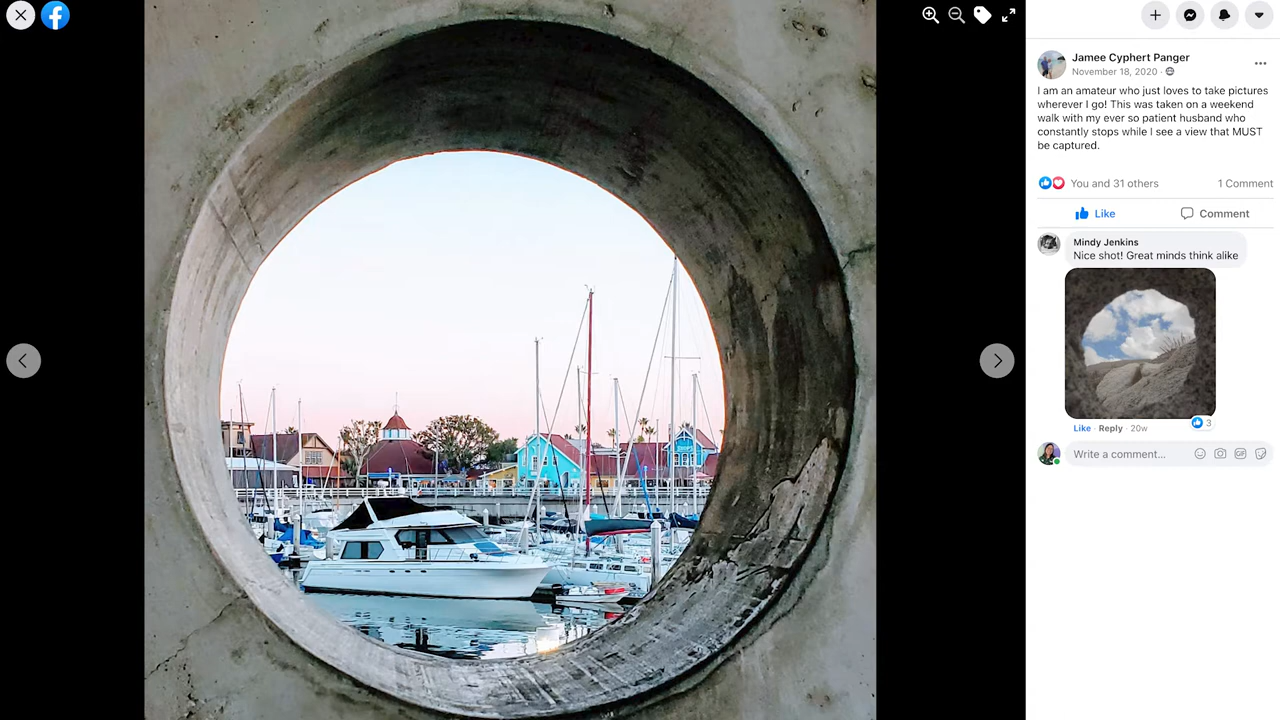 Jamee Cyphert Panger
November 18, 2020 ·
I am an amateur who just loves to take pictures
wherever I go! This was taken on a weekend
walk with my ever so patient husband who
constantly stops while I see a view that MUST
be captured.
You and 31 others 1 Comment
Like Comment
Mindy Jenkins
Nice shot! Great minds think alike
Like · Reply · 20w 3
Write a comment...